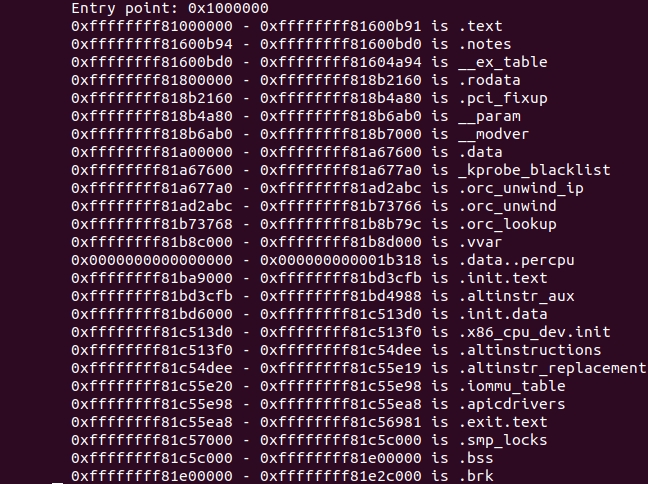 Entry point: 0x1000000
0xffffffff81000000 - 0xffffffff81600b91 is .text
0xffffffff81600b94 - 0xffffffff81600bd0 is .notes
0xffffffff81600bd0 - 0xffffffff81604a94 is __ex_table
0xffffffff81800000 - 0xffffffff818b2160 is .rodata
0xffffffff818b2160 - 0xffffffff818b4a80 is .pci_fixup
0xffffffff818b4a80 - 0xffffffff818b6ab0 is __param
0xffffffff818b6ab0 - 0xffffffff818b7000 is __modver
0xffffffff81a00000 - 0xffffffff81a67600 is .data
0xffffffff81a67600 - 0xffffffff81a677a0 is _kprobe_blacklist
0xffffffff81a677a0 - 0xffffffff81ad2abc is .orc_unwind_ip
0xffffffff81ad2abc - 0xffffffff81b73766 is .orc_unwind
0xffffffff81b73768 - 0xffffffff81b8b79c is .orc_lookup
0xffffffff81b8c000 - 0xffffffff81b8d000 is .vvar
0x0000000000000000 - 0x000000000001b318 is .data..percpu
0xffffffff81ba9000 - 0xffffffff81bd3cfb is .init.text
0xffffffff81bd3cfb - 0xffffffff81bd4988 is .altinstr_aux
0xffffffff81bd6000 - 0xffffffff81c513d0 is .init.data
0xffffffff81c513d0 - 0xffffffff81c513f0 is .x86_cpu_dev.init
0xffffffff81c513f0 - 0xffffffff81c54dee is .altinstructions
0xffffffff81c54dee - 0xffffffff81c55e19 is .altinstr_replacement
0xffffffff81c55e20 - 0xffffffff81c55e98 is .iommu_table
0xffffffff81c55e98 - 0xffffffff81c55ea8 is .apicdrivers
0xffffffff81c55ea8 - 0xffffffff81c56981 is .exit.text
0xffffffff81c57000 - 0xffffffff81c5c000 is .smp_locks
0xffffffff81c5c000 - 0xffffffff81e00000 is .bss
0xffffffff81e00000 - 0xffffffff81e2c000 is .brk